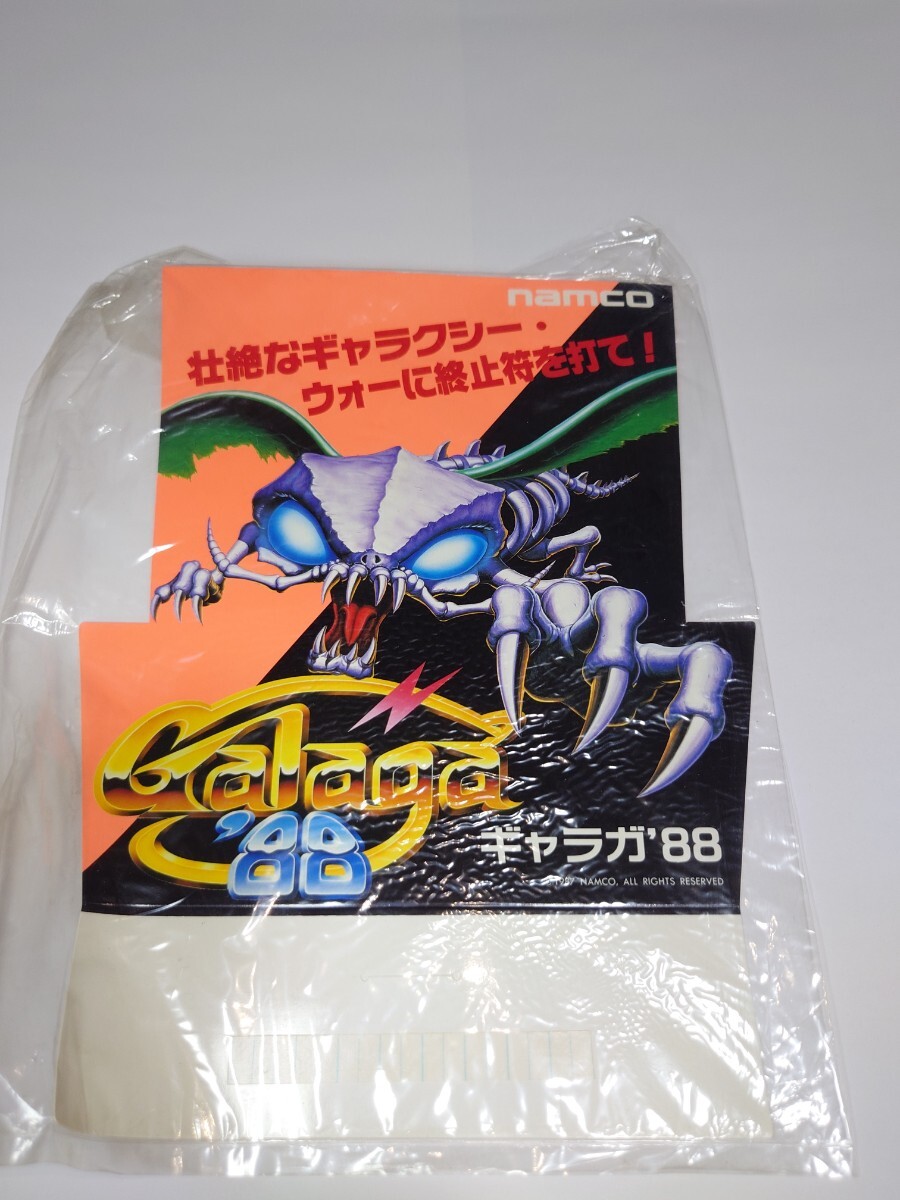 namco
壮絶なギャラクシー・
ウォーに終止符を打て！
Galaga
'88
ギャラガ'88
1987 NAMCO, ALL RIGHTS RESERVED